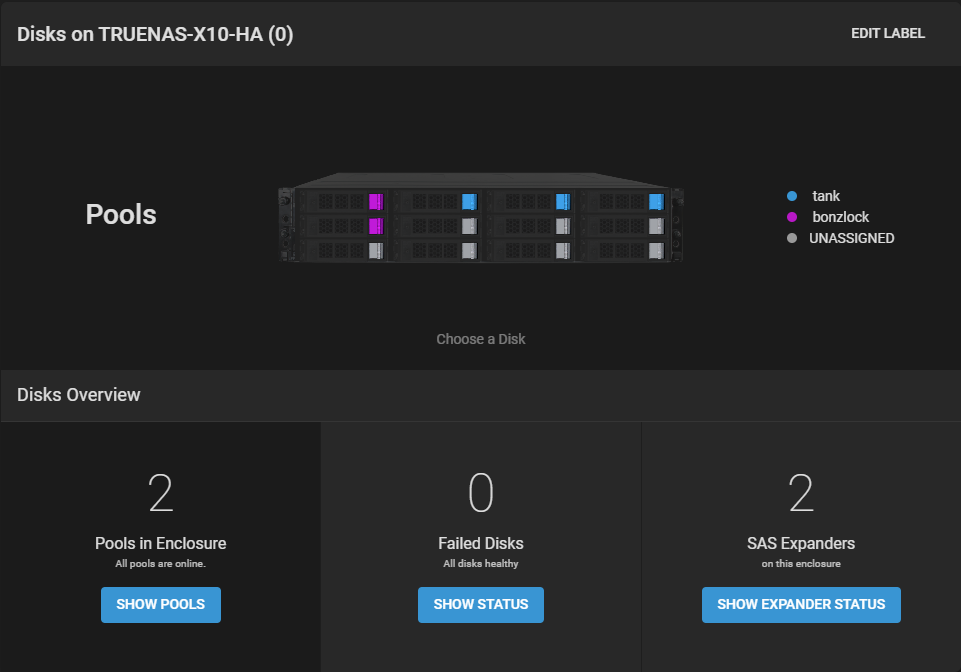 Disks on TRUENAS-X10-HA (0)
EDIT LABEL
Pools
tank
bonzlock
UNASSIGNED
Choose a Disk
Disks Overview
2
Pools in Enclosure
All pools are online.
SHOW POOLS
0
Failed Disks
All disks healthy
SHOW STATUS
2
SAS Expanders
on this enclosure
SHOW EXPANDER STATUS